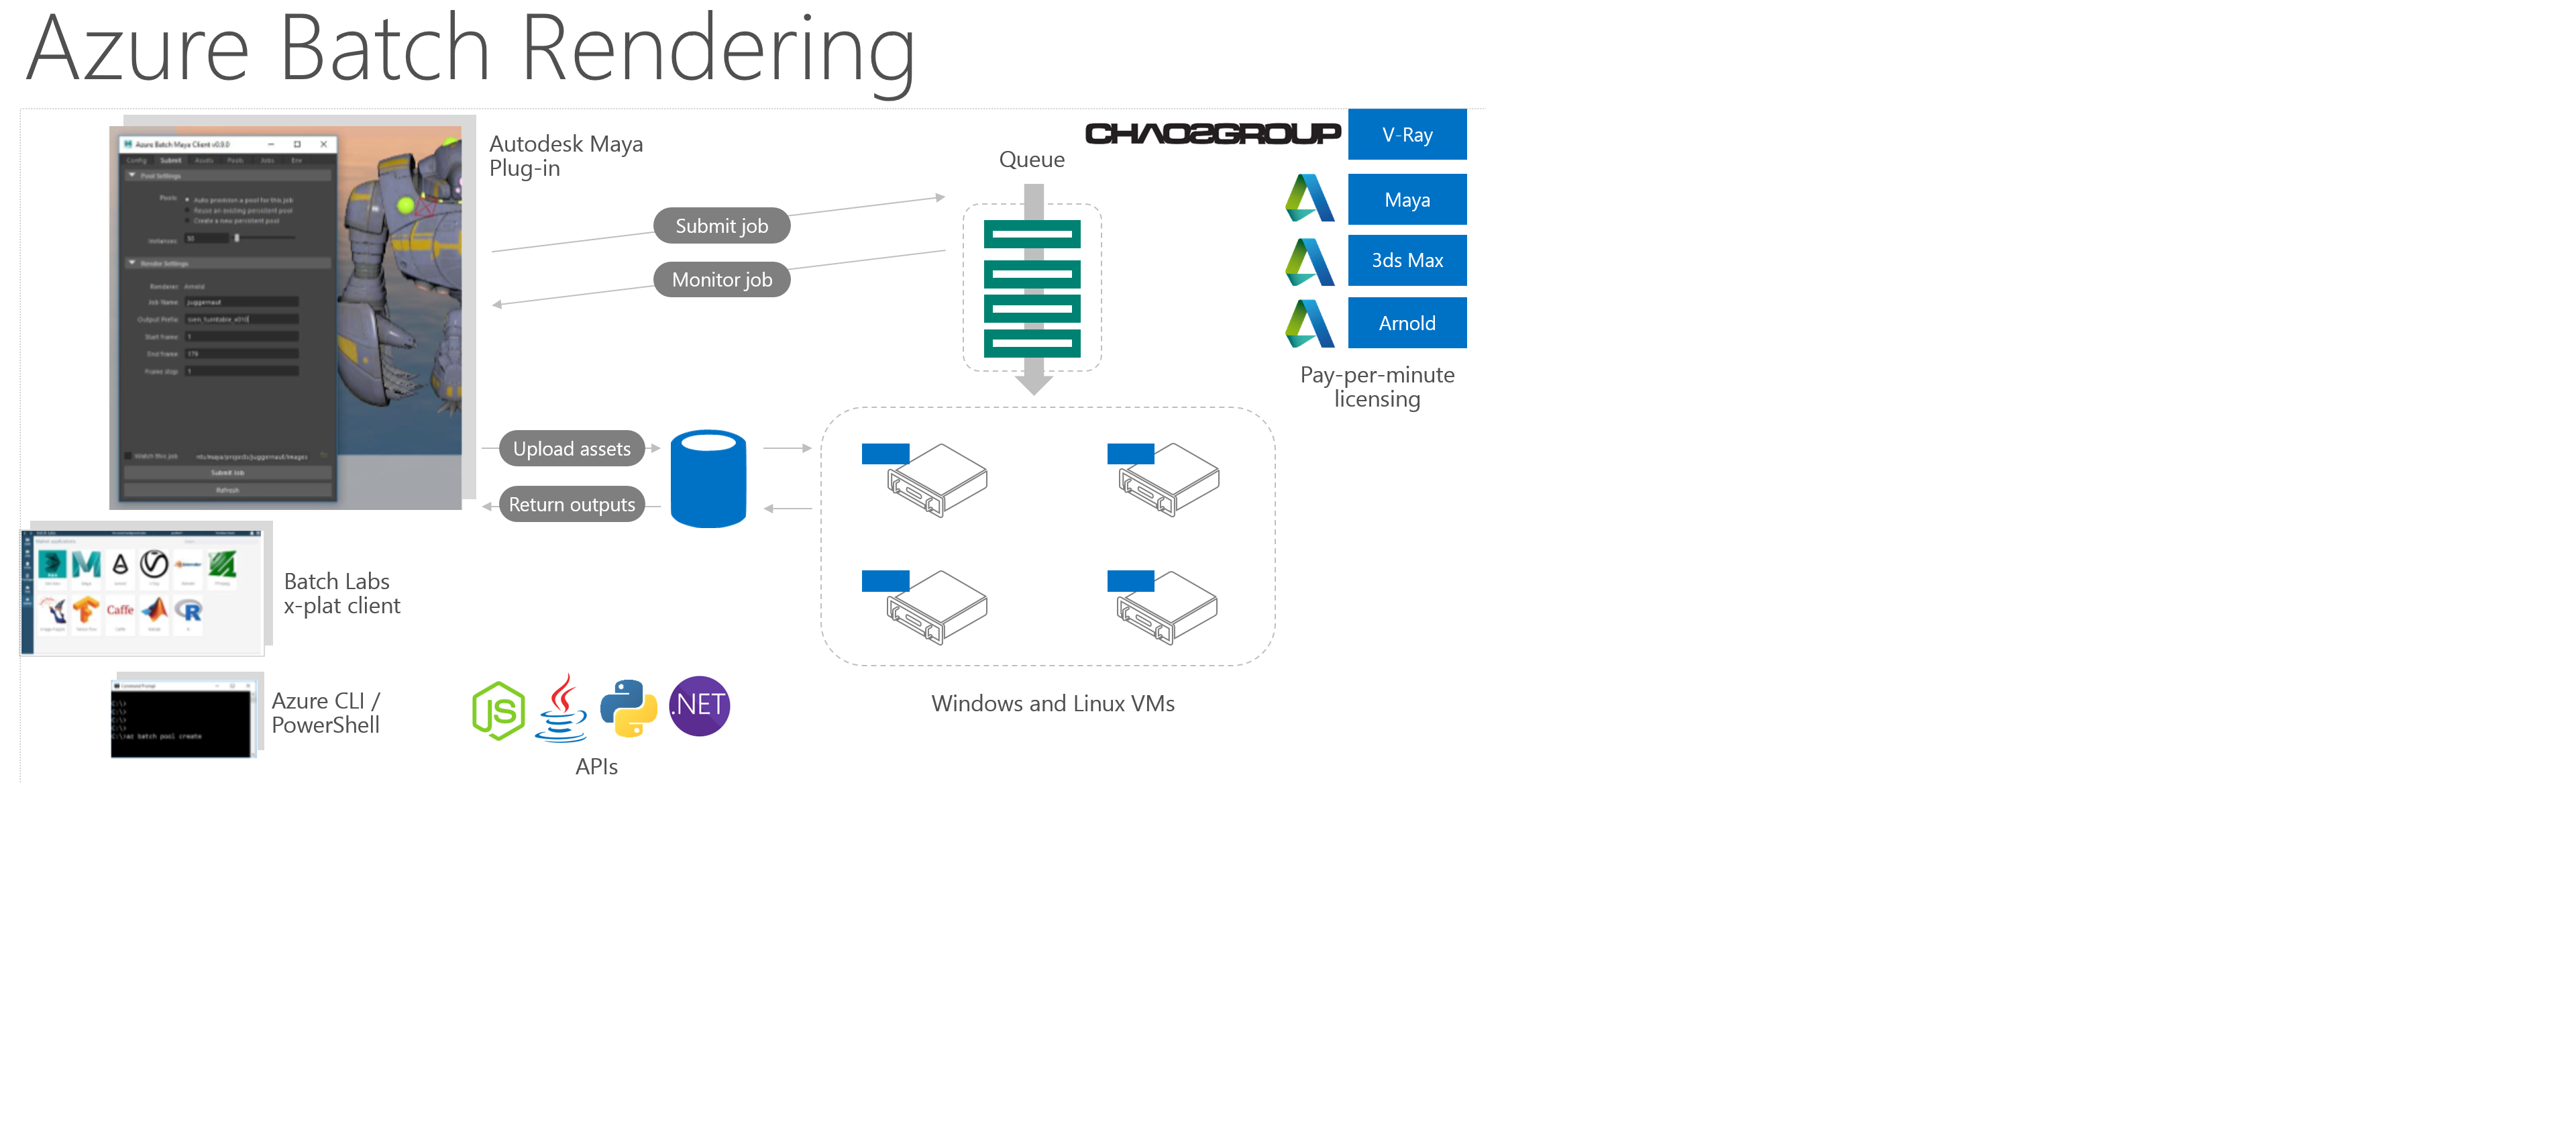 Azure Batch Rendering
Azure Batch Maya Client v0.9.0
Config Submit Assets Pools Jobs Env
Pool Settings
Pools: Auto provision a pool for this job
Reuse an existing persistent pool
Create a new persistent pool
Instances: 50
Render Settings
Renderer: Arnold
Job Name: juggernaut
Output Prefix:
Start frame: 1
End frame: 179
Frame step: 1
Watch this job
Submit Job
Refresh
Autodesk Maya
Plug-in
Submit job
Monitor job
Queue
CHAOSGROUP
V-Ray
Maya
3ds Max
Arnold
Pay-per-minute
licensing
Upload assets
Return outputs
Caffe
Batch Labs
x-plat client
Command Prompt
C:\>
C:\>
C:\>
C:\>
C:\>az batch pool create
Azure CLI /
PowerShell
JS
.NET
APIs
Windows and Linux VMs